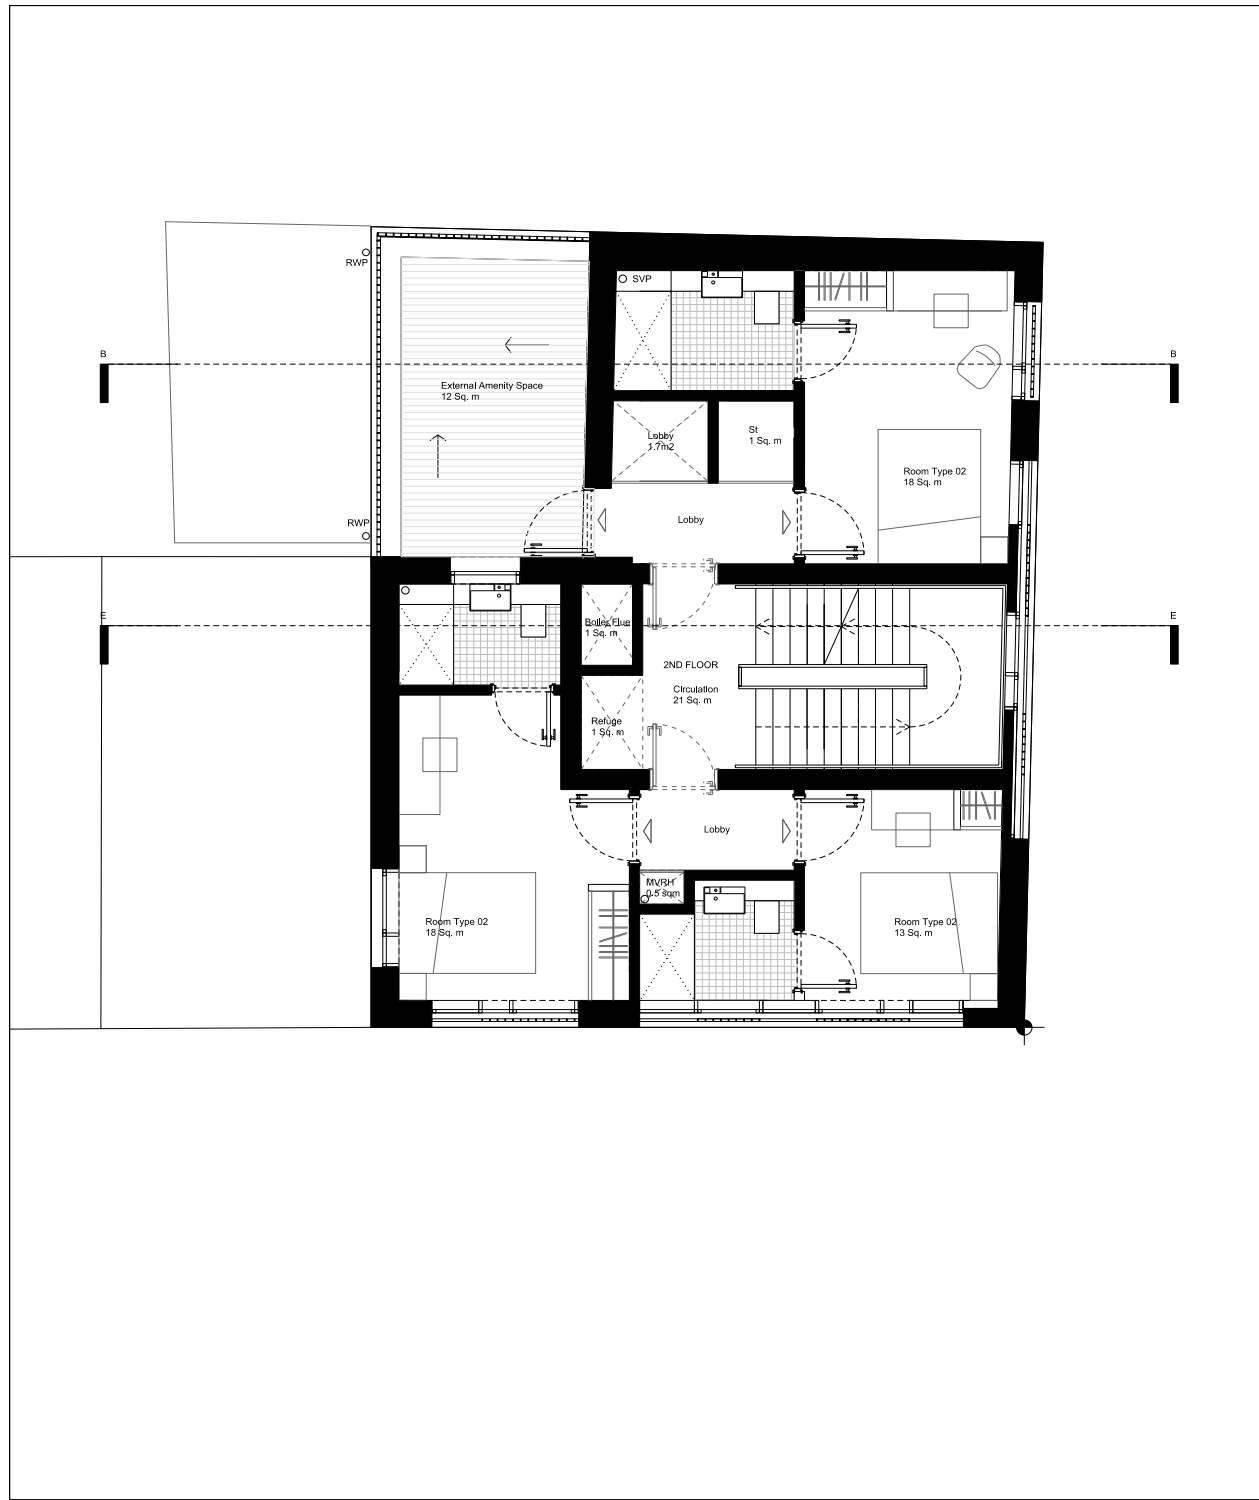 RWP
SVP
B
B
External Amenity Space
12 Sq. m
Lobby
1.7m2
St
1 Sq. m
Room Type 02
18 Sq. m
RWP
Lobby
E
E
Boiler Flue
1 Sq. m
2ND FLOOR
Circulation
21 Sq. m
Refuge
1 Sq. m
Lobby
MVRH
0.5 sqm
Room Type 02
18 Sq. m
Room Type 02
13 Sq. m